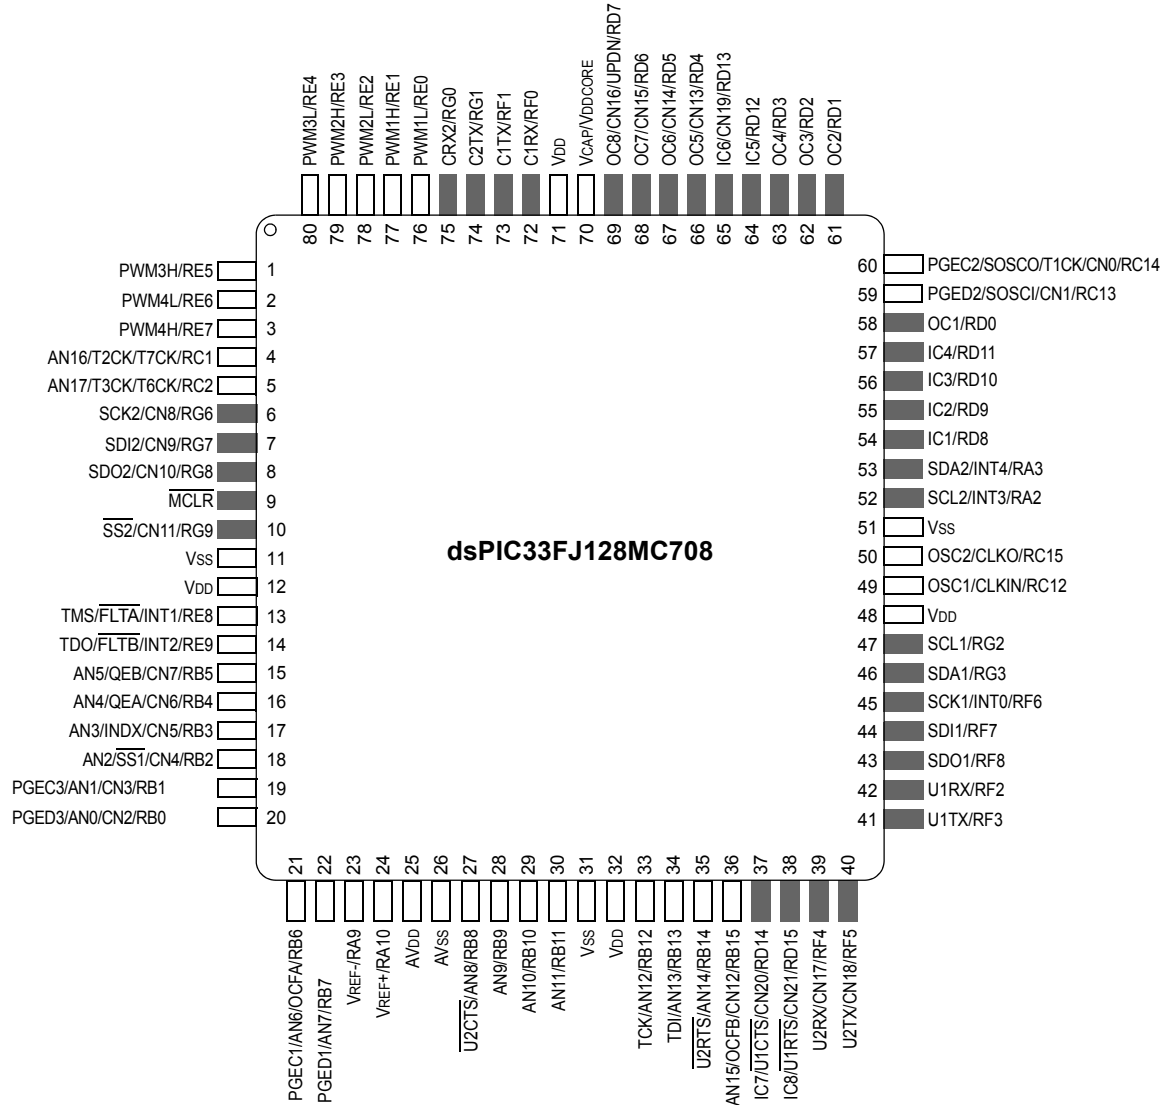 PWM3L/RE4
PWM2H/RE3
PWM2L/RE2
PWM1H/RE1
PWM1L/RE0
CRX2/RG0
C2TX/RG1
C1TX/RF1
C1RX/RF0
VDD
VCAP/VDDCORE
OC8/CN16/UPDN/RD7
OC7/CN15/RD6
OC6/CN14/RD5
OC5/CN13/RD4
IC6/CN19/RD13
IC5/RD12
OC4/RD3
OC3/RD2
OC2/RD1
80
79
78
77
76
75
74
73
72
71
70
69
68
67
66
65
64
63
62
61
PWM3H/RE5 1
PWM4L/RE6 2
PWM4H/RE7 3
AN16/T2CK/T7CK/RC1 4
AN17/T3CK/T6CK/RC2 5
SCK2/CN8/RG6 6
SDI2/CN9/RG7 7
SDO2/CN10/RG8 8
MCLR 9
SS2/CN11/RG9 10
VSS 11
VDD 12
TMS/FLTA/INT1/RE8 13
TDO/FLTB/INT2/RE9 14
AN5/QEB/CN7/RB5 15
AN4/QEA/CN6/RB4 16
AN3/INDX/CN5/RB3 17
AN2/SS1/CN4/RB2 18
PGEC3/AN1/CN3/RB1 19
PGED3/AN0/CN2/RB0 20
dsPIC33FJ128MC708
60 PGEC2/SOSCO/T1CK/CN0/RC14
59 PGED2/SOSCI/CN1/RC13
58 OC1/RD0
57 IC4/RD11
56 IC3/RD10
55 IC2/RD9
54 IC1/RD8
53 SDA2/INT4/RA3
52 SCL2/INT3/RA2
51 VSS
50 OSC2/CLKO/RC15
49 OSC1/CLKIN/RC12
48 VDD
47 SCL1/RG2
46 SDA1/RG3
45 SCK1/INT0/RF6
44 SDI1/RF7
43 SDO1/RF8
42 U1RX/RF2
41 U1TX/RF3
21
22
23
24
25
26
27
28
29
30
31
32
33
34
35
36
37
38
39
40
PGEC1/AN6/OCFA/RB6
PGED1/AN7/RB7
VREF-/RA9
VREF+/RA10
AVDD
AVSS
U2CTS/AN8/RB8
AN9/RB9
AN10/RB10
AN11/RB11
VSS
VDD
TCK/AN12/RB12
TDI/AN13/RB13
U2RTS/AN14/RB14
AN15/OCFB/CN12/RB15
IC7/U1CTS/CN20/RD14
IC8/U1RTS/CN21/RD15
U2RX/CN17/RF4
U2TX/CN18/RF5